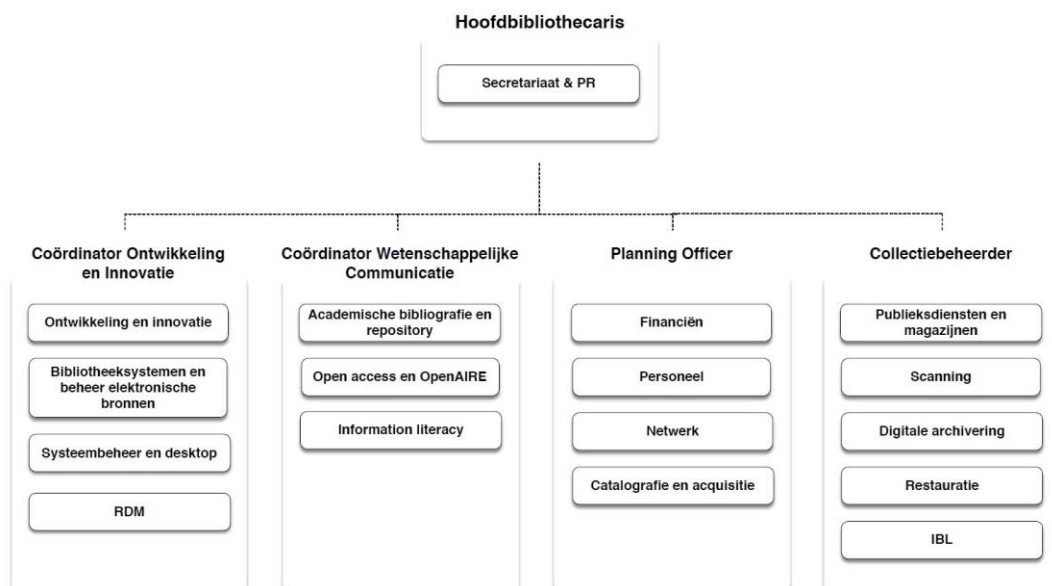 Hoofdbibliothecaris
Secretariaat & PR
Coördinator Ontwikkeling
en Innovatie
Ontwikkeling en innovatie
Bibliotheeksystemen en
beheer elektronische
bronnen
Systeembeheer en desktop
RDM
Coördinator Wetenschappelijke
Communicatie
Academische bibliografie en
repository
Open access en OpenAIRE
Information literacy
Planning Officer
Financiën
Personeel
Netwerk
Catalografie en acquisitie
Collectiebeheerder
Publieksdiensten en
magazijnen
Scanning
Digitale archivering
Restauratie
IBL